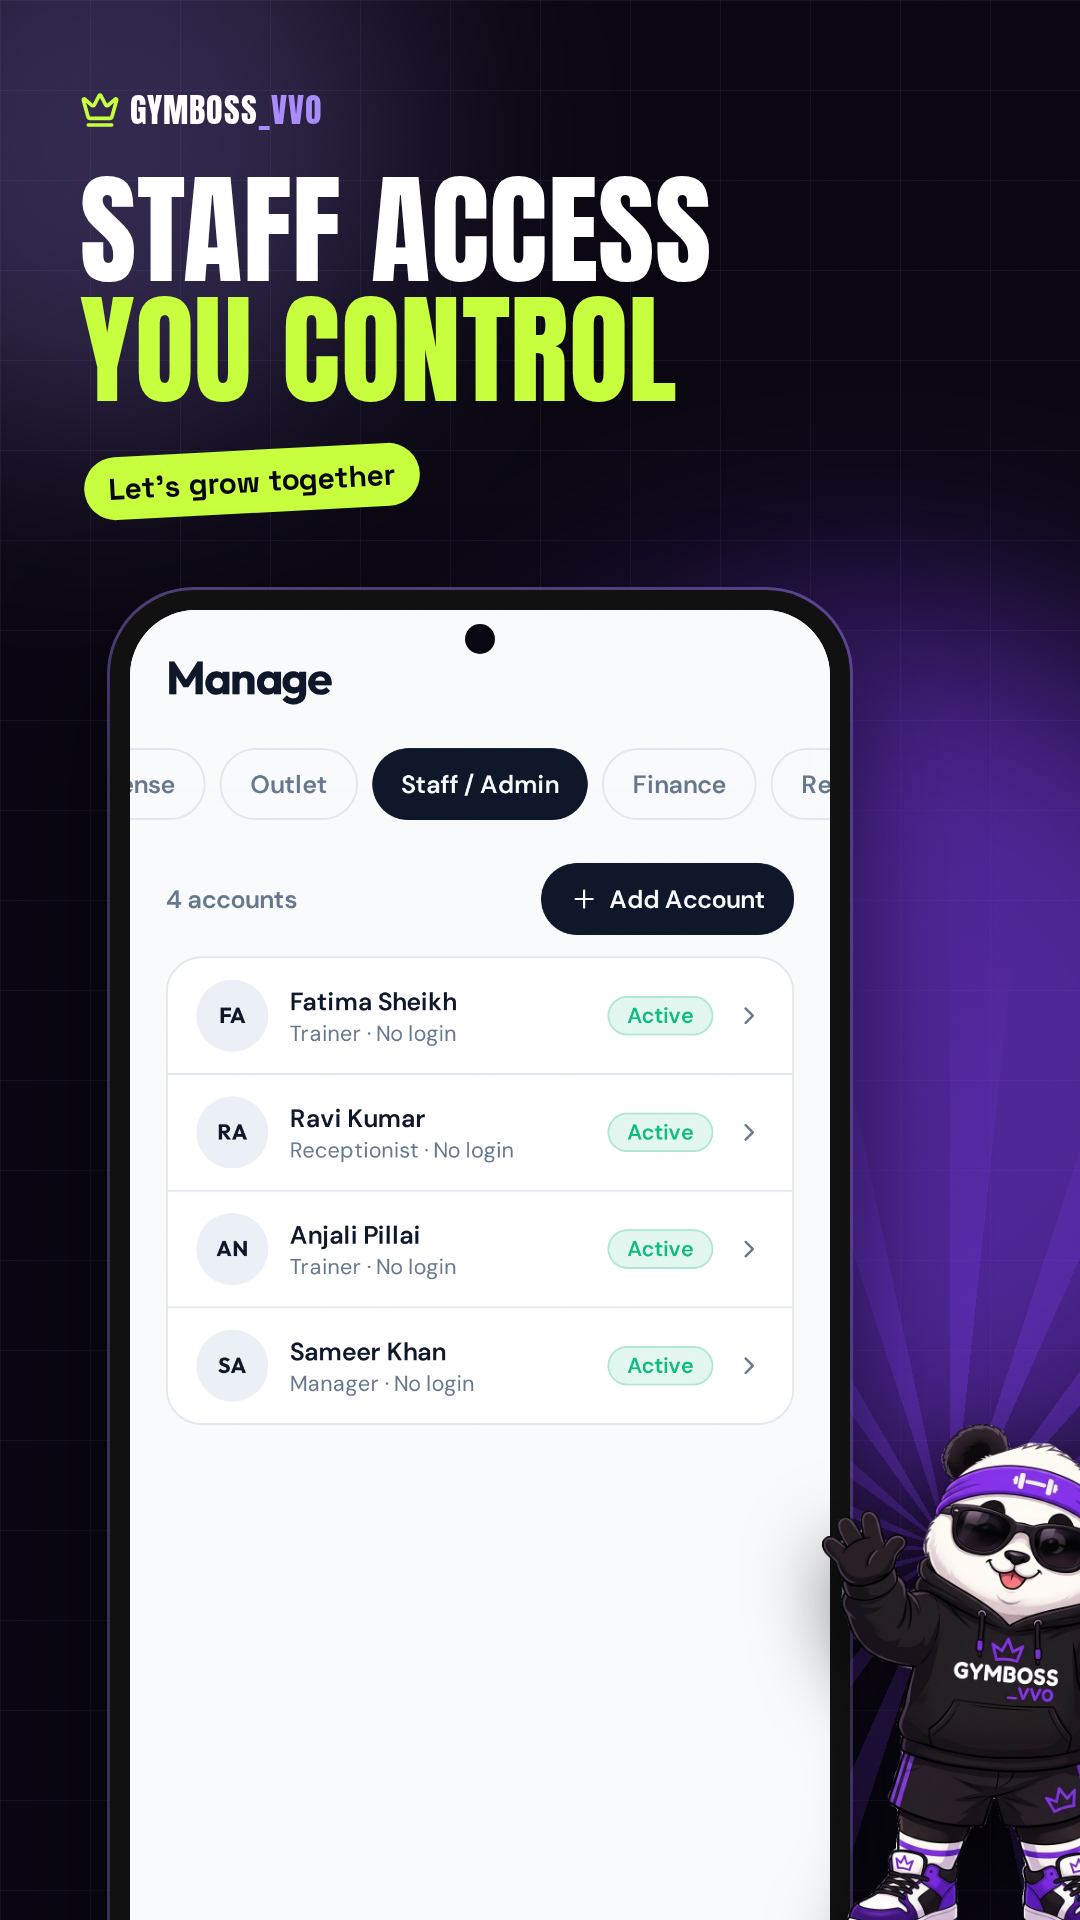 GYMBOSS_VVO
STAFF ACCESS
YOU CONTROL
Let's grow together
Manage
ense
Outlet
Staff / Admin
Finance
Re
4 accounts
+ Add Account
FA
Fatima Sheikh
Trainer · No login
Active
RA
Ravi Kumar
Receptionist · No login
Active
AN
Anjali Pillai
Trainer · No login
Active
SA
Sameer Khan
Manager · No login
Active
GYMBOSS
_VVO